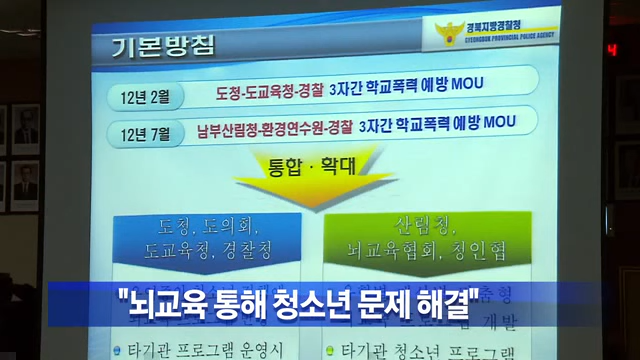 경북지방경찰청
GYEONGBUK PROVINCIAL POLICE AGENCY
기본방침
4
12년 2월 도청-도교육청-경찰 3자간 학교폭력 예방 MOU
12년 7월 남부산림청-환경연수원-경찰 3자간 학교폭력 예방 MOU
통합 · 확대
도청, 도의회,
도교육청, 경찰청
산림청,
뇌교육협회, 청인협
"뇌교육 통해 청소년 문제 해결"
개발
타기관 프로그램 운영시
타기관 청소년 프로그램